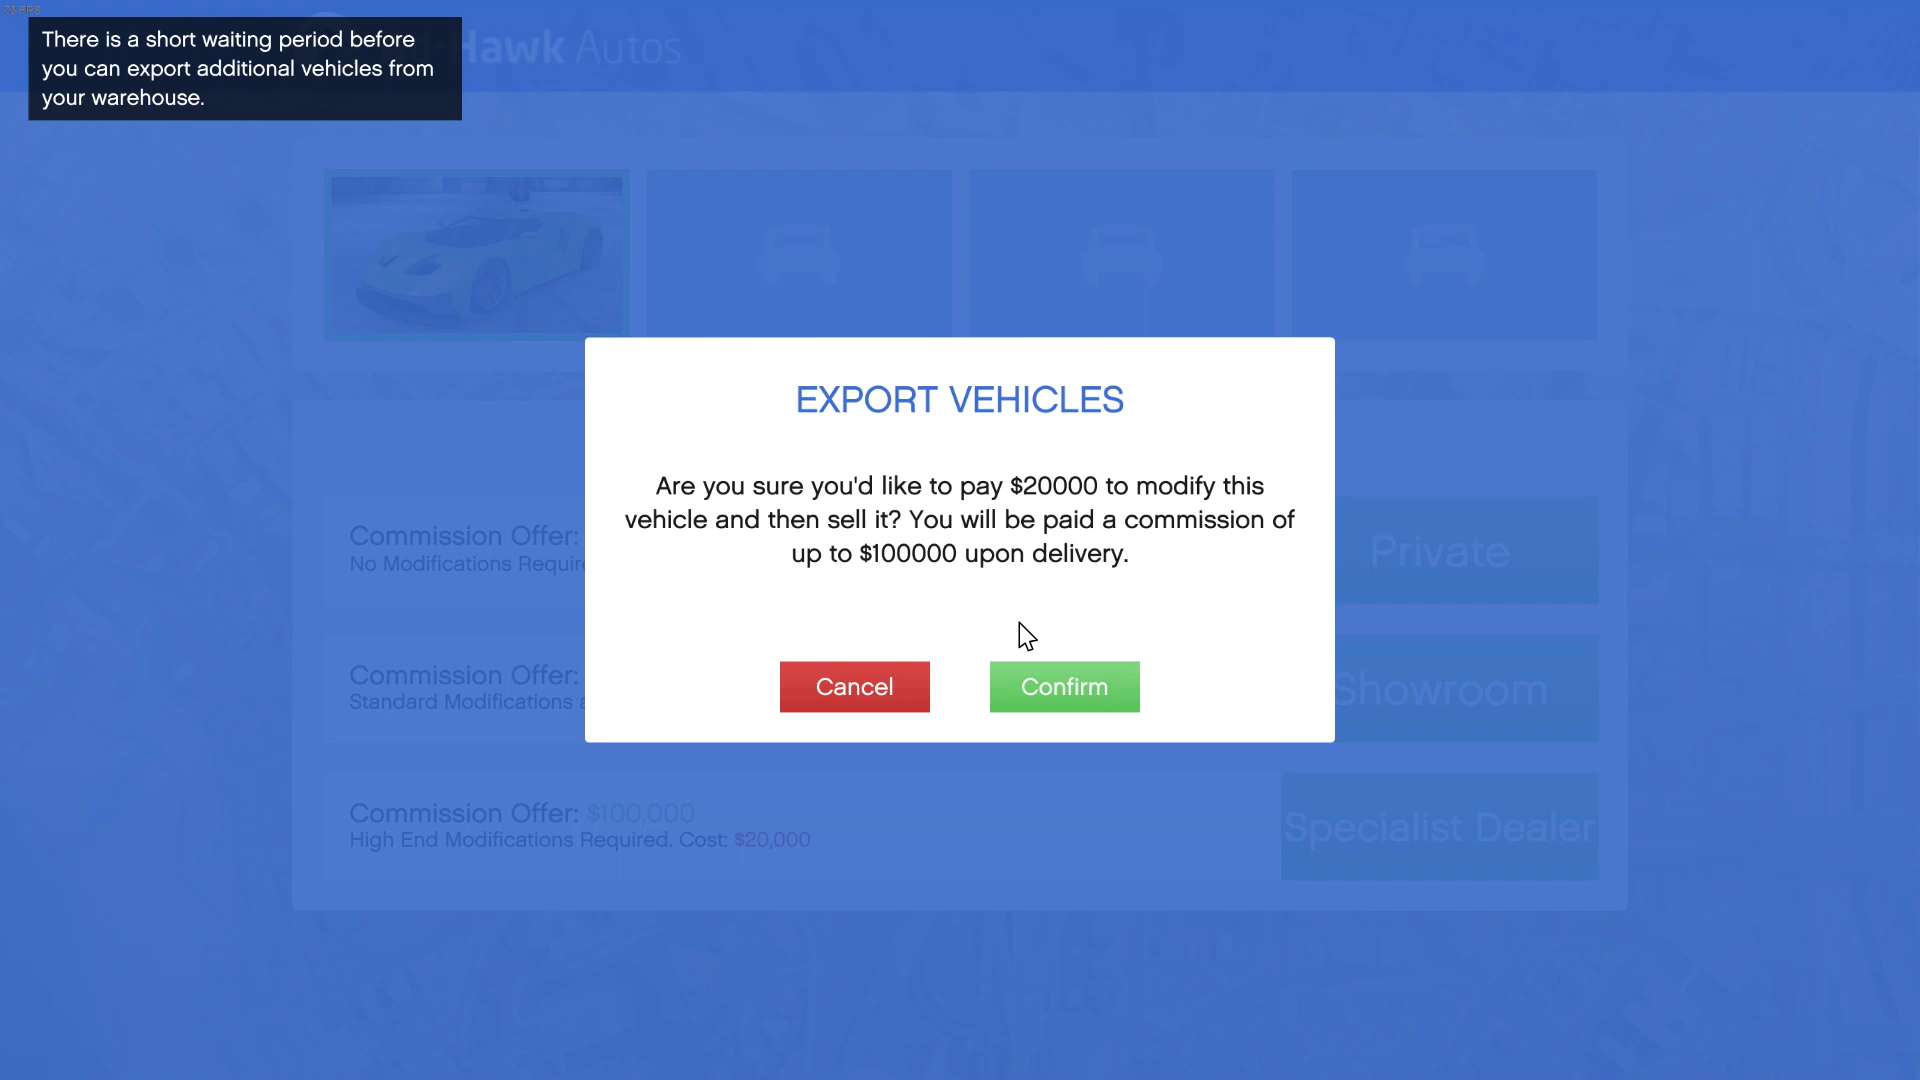 73 FPS
There is a short waiting period before
you can export additional vehicles from
your warehouse.
Hawk Autos
EXPORT VEHICLES
Are you sure you'd like to pay $20000 to modify this
vehicle and then sell it? You will be paid a commission of
up to $100000 upon delivery.
Cancel
Confirm
Commission Offer:
No Modifications
Private
Commission Offer:
Standard Modifications
Showroom
Commission Offer: $100,000
High End Modifications Required. Cost: $20,000
Specialist Dealer